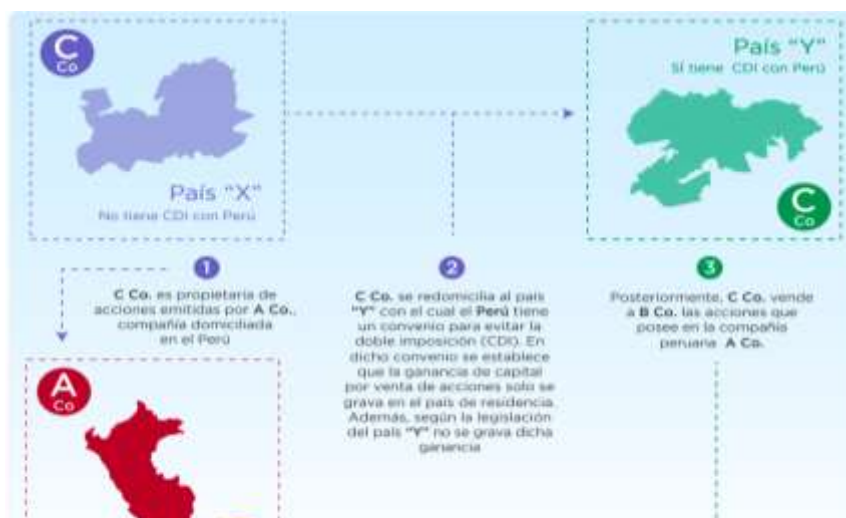 C
Co
País "X"
No tiene CDI con Perú
País "Y"
Sí tiene CDI con Perú
C
Co
1
C Co. es propietaria de
acciones emitidas por A Co.,
compañía domiciliada
en el Perú
2
C Co. se redomicilia al país
"Y" con el cual el Perú tiene
un convenio para evitar la
doble imposición (CDI). En
dicho convenio se establece
que la ganancia de capital
por venta de acciones solo se
grava en el país de residencia.
Además, según la legislación
del país "Y" no se grava dicha
ganancia
3
Posteriormente, C Co. vende
a B Co. las acciones que
posee en la compañía
peruana A Co.
A
Co